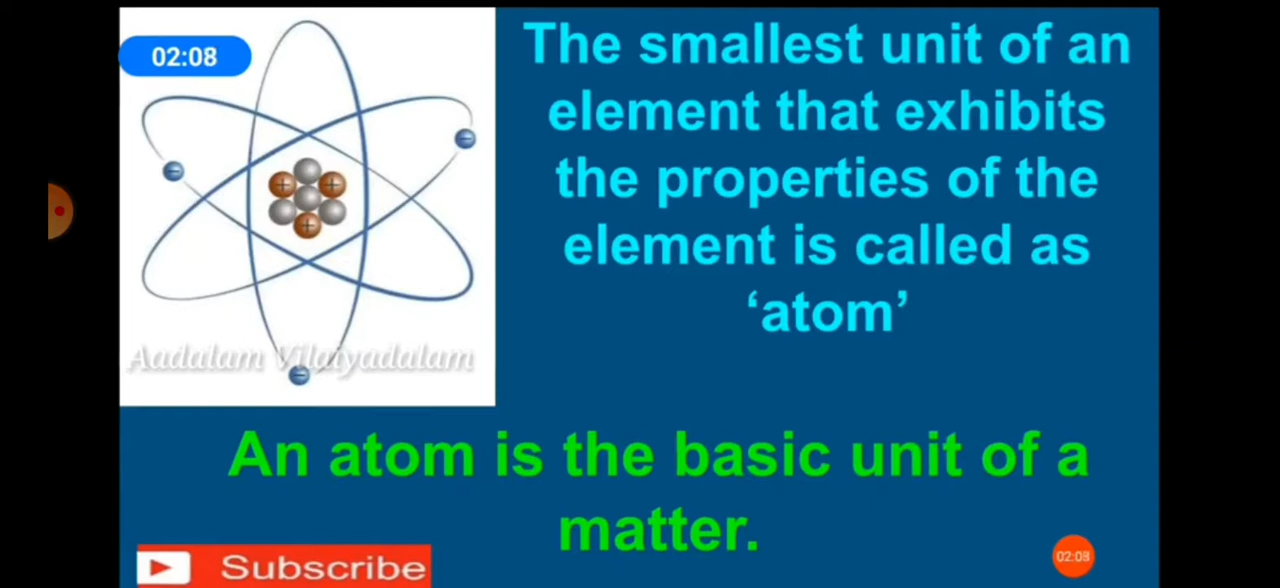 02:08
The smallest unit of an
element that exhibits
the properties of the
element is called as
‘atom’
Aadalam Vilaiyadalam
An atom is the basic unit of a
matter.
Subscribe
02:08